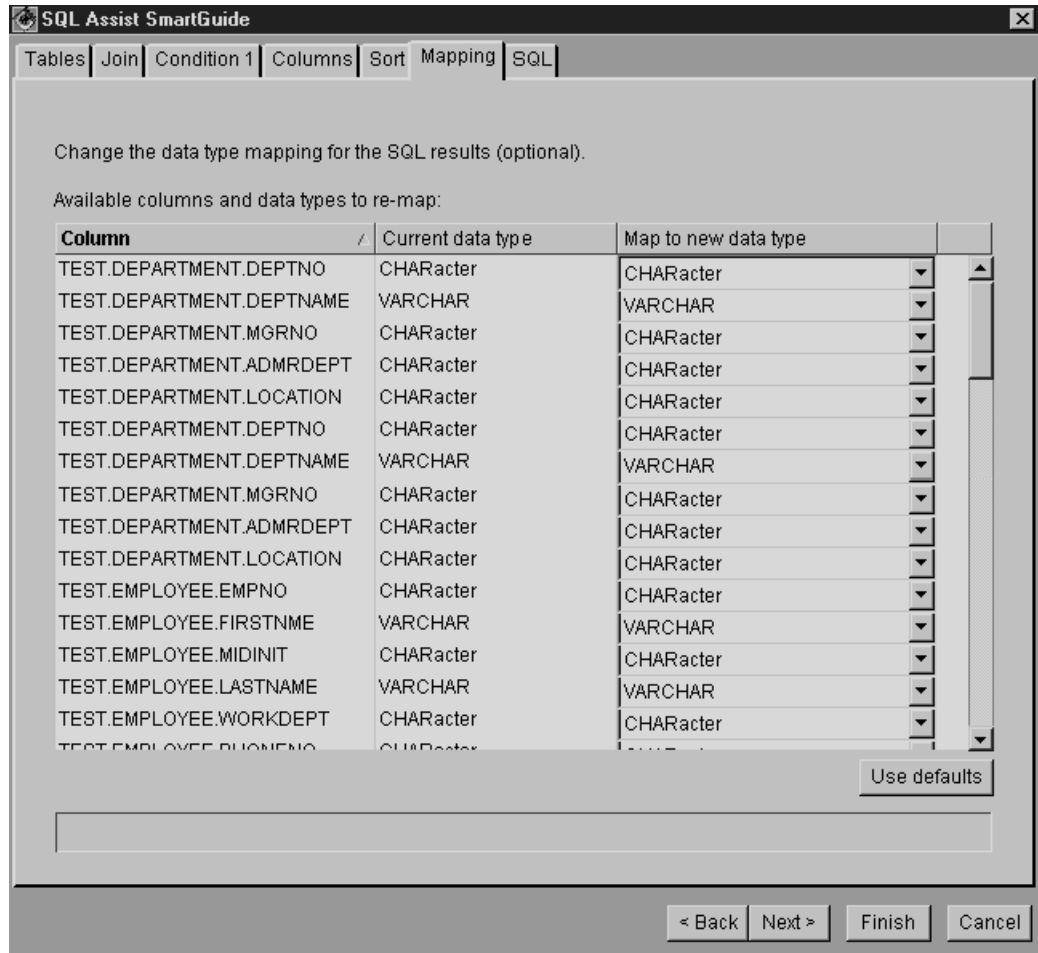 SQL Assist SmartGuide
Tables Join Condition 1 Columns Sort Mapping SQL
Change the data type mapping for the SQL results (optional).
Available columns and data types to re-map:
Column Current data type Map to new data type
TEST.DEPARTMENT.DEPTNO CHARacter CHARacter
TEST.DEPARTMENT.DEPTNAME VARCHAR VARCHAR
TEST.DEPARTMENT.MGRNO CHARacter CHARacter
TEST.DEPARTMENT.ADMRDEPT CHARacter CHARacter
TEST.DEPARTMENT.LOCATION CHARacter CHARacter
TEST.DEPARTMENT.DEPTNO CHARacter CHARacter
TEST.DEPARTMENT.DEPTNAME VARCHAR VARCHAR
TEST.DEPARTMENT.MGRNO CHARacter CHARacter
TEST.DEPARTMENT.ADMRDEPT CHARacter CHARacter
TEST.DEPARTMENT.LOCATION CHARacter CHARacter
TEST.EMPLOYEE.EMPNO CHARacter CHARacter
TEST.EMPLOYEE.FIRSTNME VARCHAR VARCHAR
TEST.EMPLOYEE.MIDINIT CHARacter CHARacter
TEST.EMPLOYEE.LASTNAME VARCHAR VARCHAR
TEST.EMPLOYEE.WORKDEPT CHARacter CHARacter
TEST.EMPLOYEE.PHONENO CHARacter
Use defaults
< Back Next > Finish Cancel